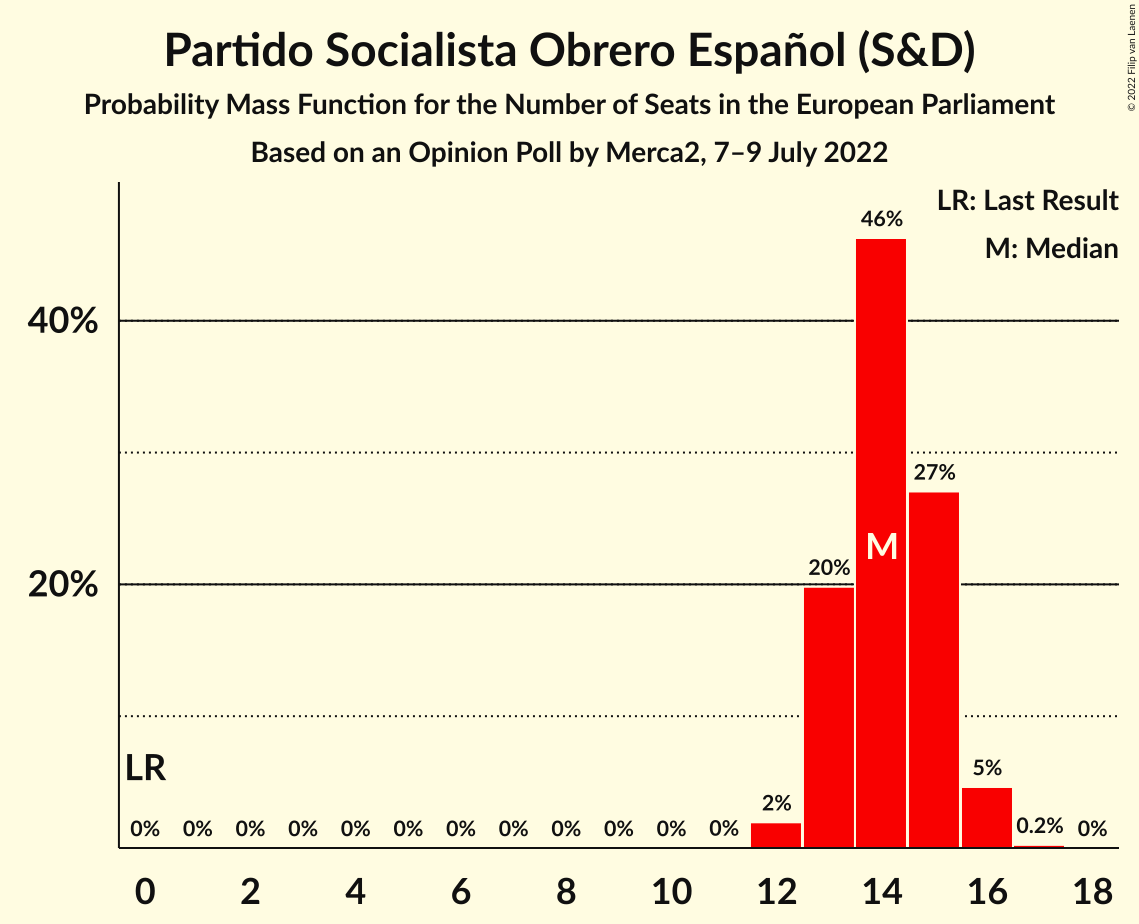 Partido Socialista Obrero Español (S&D)
Probability Mass Function for the Number of Seats in the European Parliament
Based on an Opinion Poll by Merca2, 7–9 July 2022
© 2022 Filip van Laenen
LR: Last Result
M: Median
46%
40%
27%
M
20%
20%
LR
5%
2%
0% 0% 0% 0% 0% 0% 0% 0% 0% 0% 0% 0% 0.2% 0%
0 2 4 6 8 10 12 14 16 18